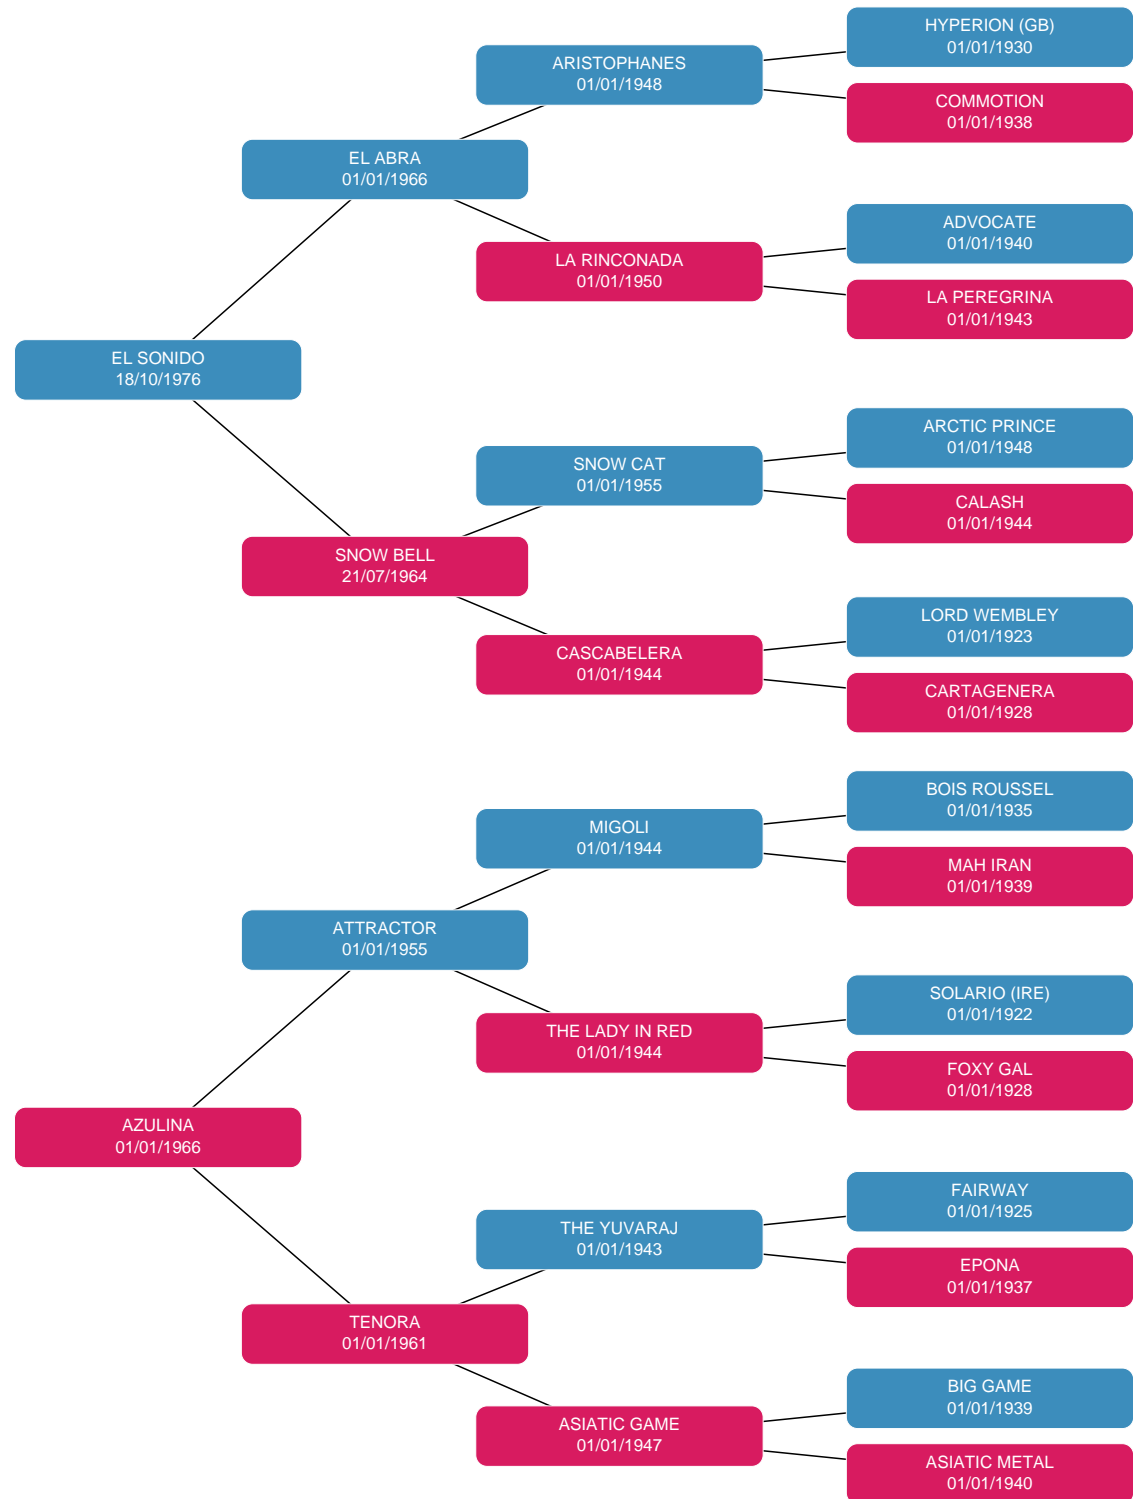 HYPERION (GB)
01/01/1930
ARISTOPHANES
01/01/1948
COMMOTION
01/01/1938
EL ABRA
01/01/1966
ADVOCATE
01/01/1940
LA RINCONADA
01/01/1950
LA PEREGRINA
01/01/1943
EL SONIDO
18/10/1976
ARCTIC PRINCE
01/01/1948
SNOW CAT
01/01/1955
CALASH
01/01/1944
SNOW BELL
21/07/1964
LORD WEMBLEY
01/01/1923
CASCABELERA
01/01/1944
CARTAGENERA
01/01/1928
BOIS ROUSSEL
01/01/1935
MIGOLI
01/01/1944
MAH IRAN
01/01/1939
ATTRACTOR
01/01/1955
SOLARIO (IRE)
01/01/1922
THE LADY IN RED
01/01/1944
FOXY GAL
01/01/1928
AZULINA
01/01/1966
FAIRWAY
01/01/1925
THE YUVARAJ
01/01/1943
EPONA
01/01/1937
TENORA
01/01/1961
BIG GAME
01/01/1939
ASIATIC GAME
01/01/1947
ASIATIC METAL
01/01/1940